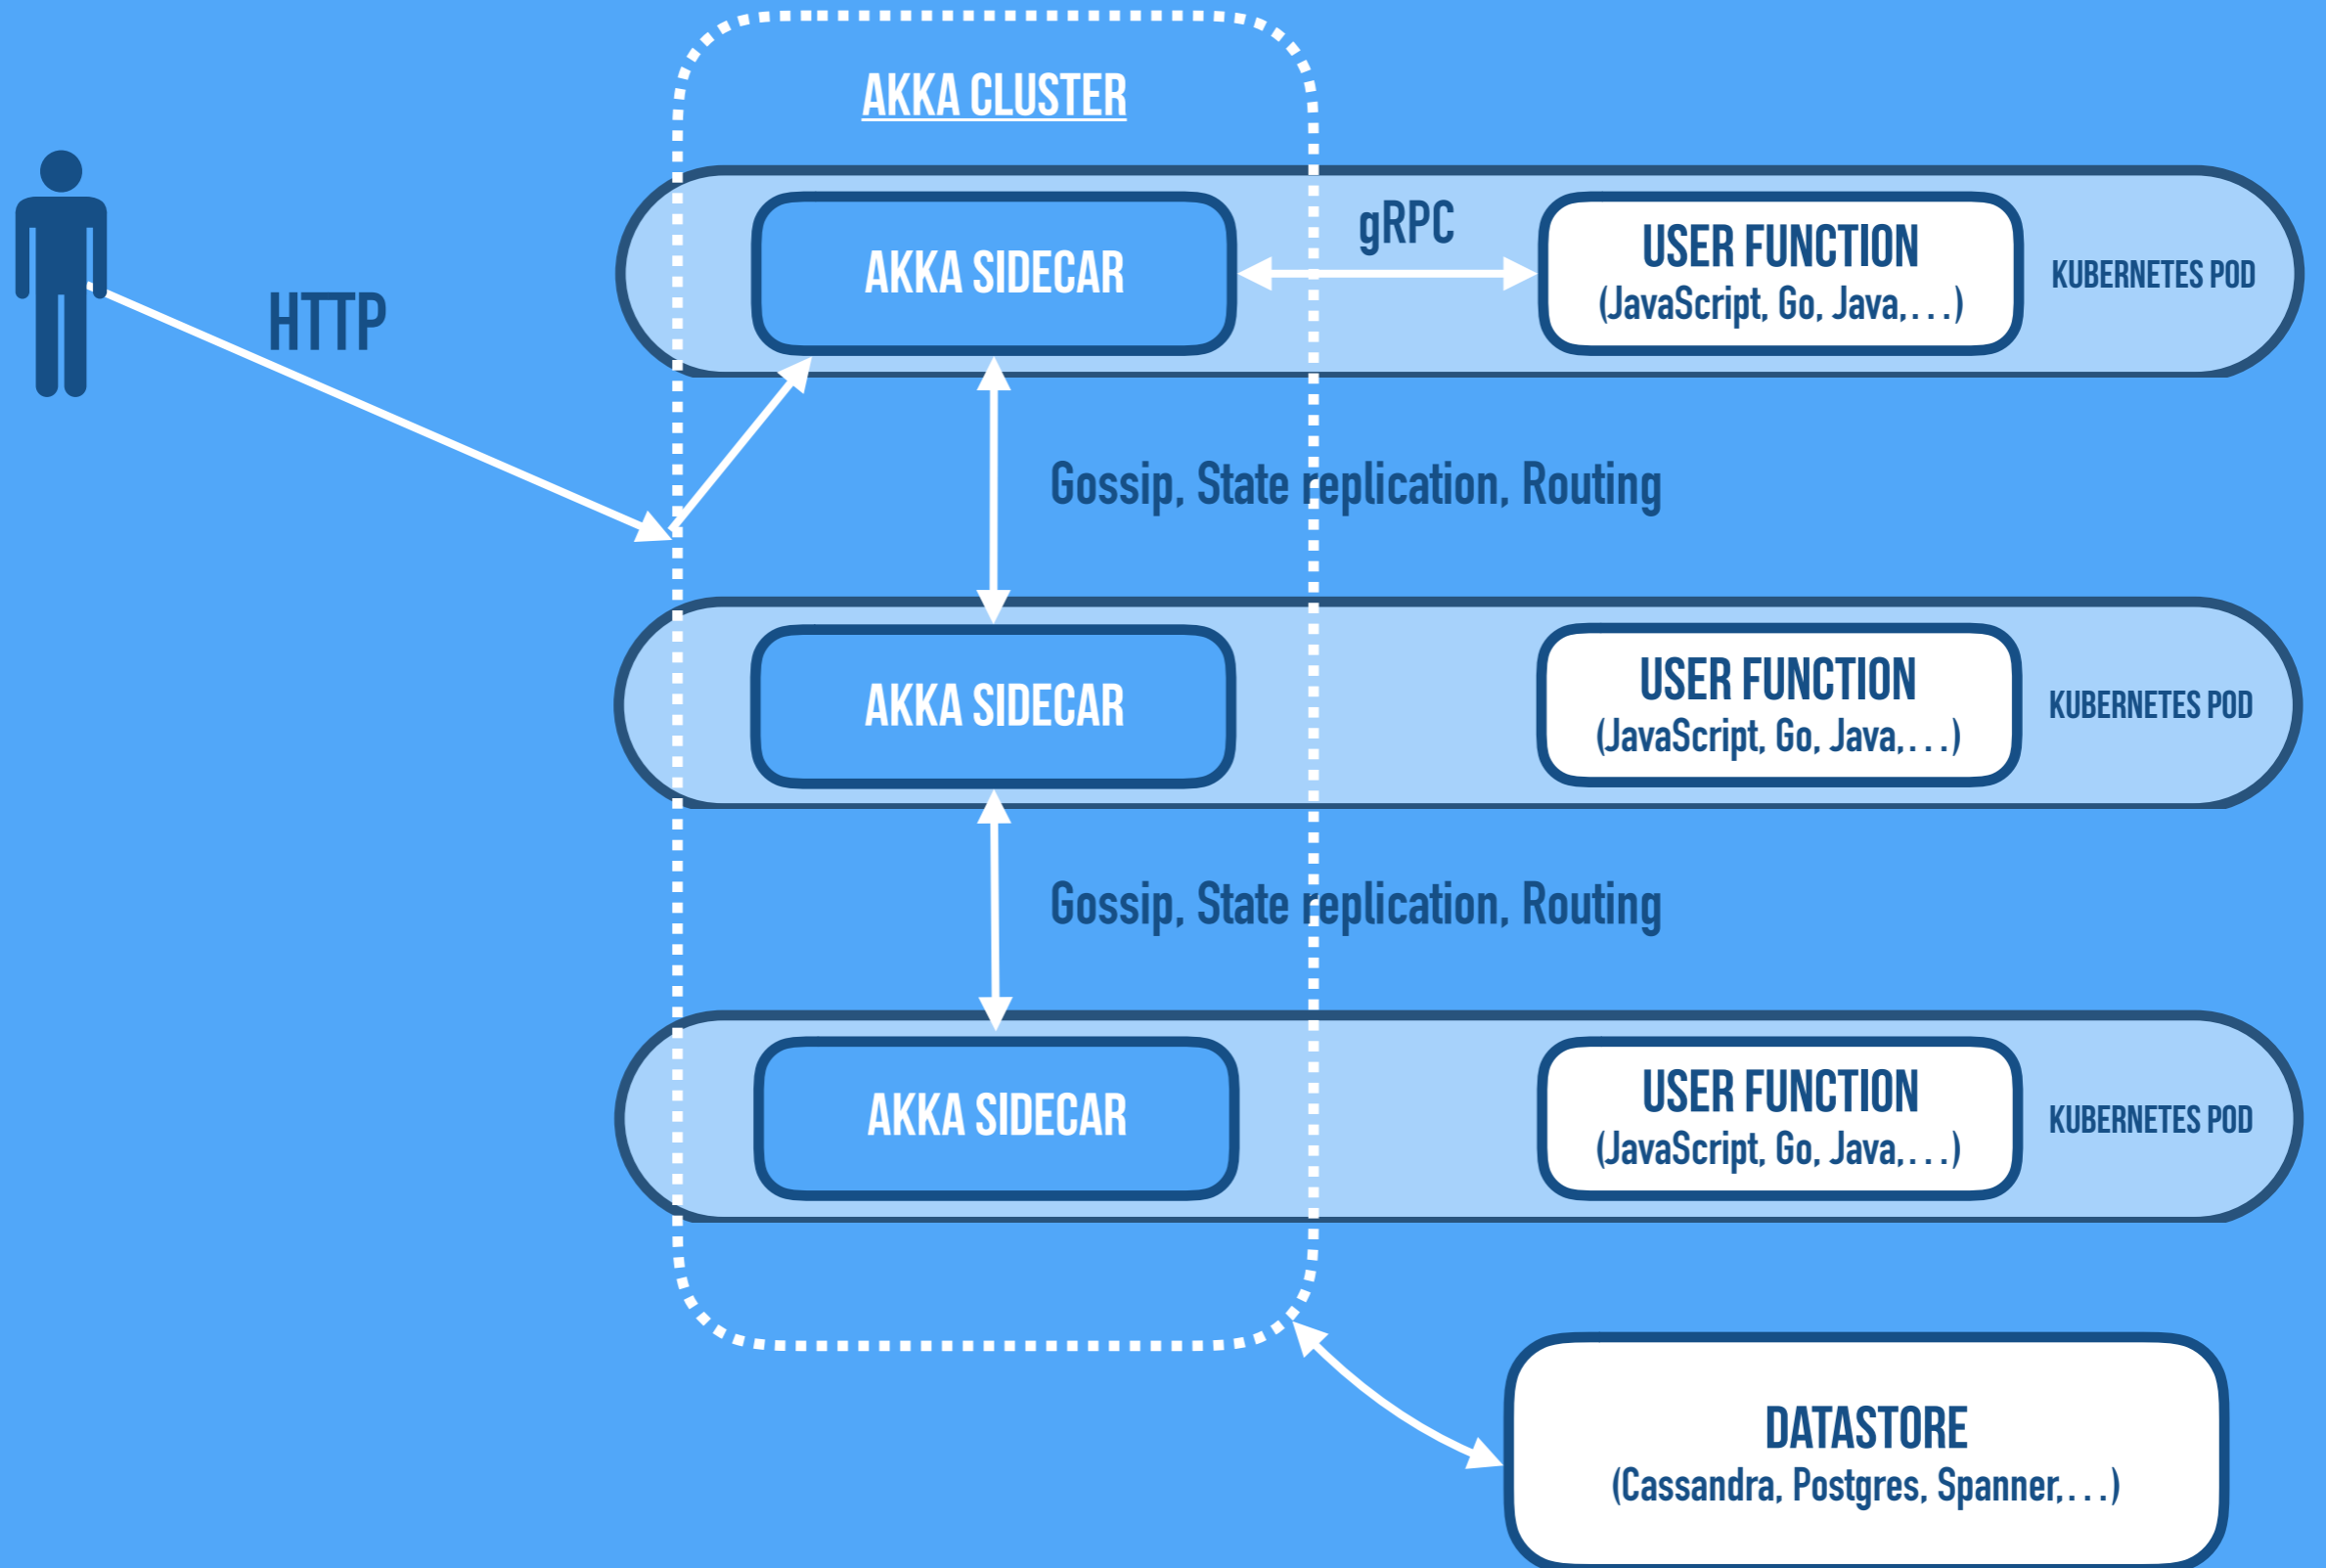 AKKA CLUSTER
HTTP
AKKA SIDECAR
gRPC
USER FUNCTION
(JavaScript, Go, Java,...)
KUBERNETES POD
Gossip, State replication, Routing
AKKA SIDECAR
USER FUNCTION
(JavaScript, Go, Java,...)
KUBERNETES POD
Gossip, State replication, Routing
AKKA SIDECAR
USER FUNCTION
(JavaScript, Go, Java,...)
KUBERNETES POD
DATASTORE
(Cassandra, Postgres, Spanner,...)